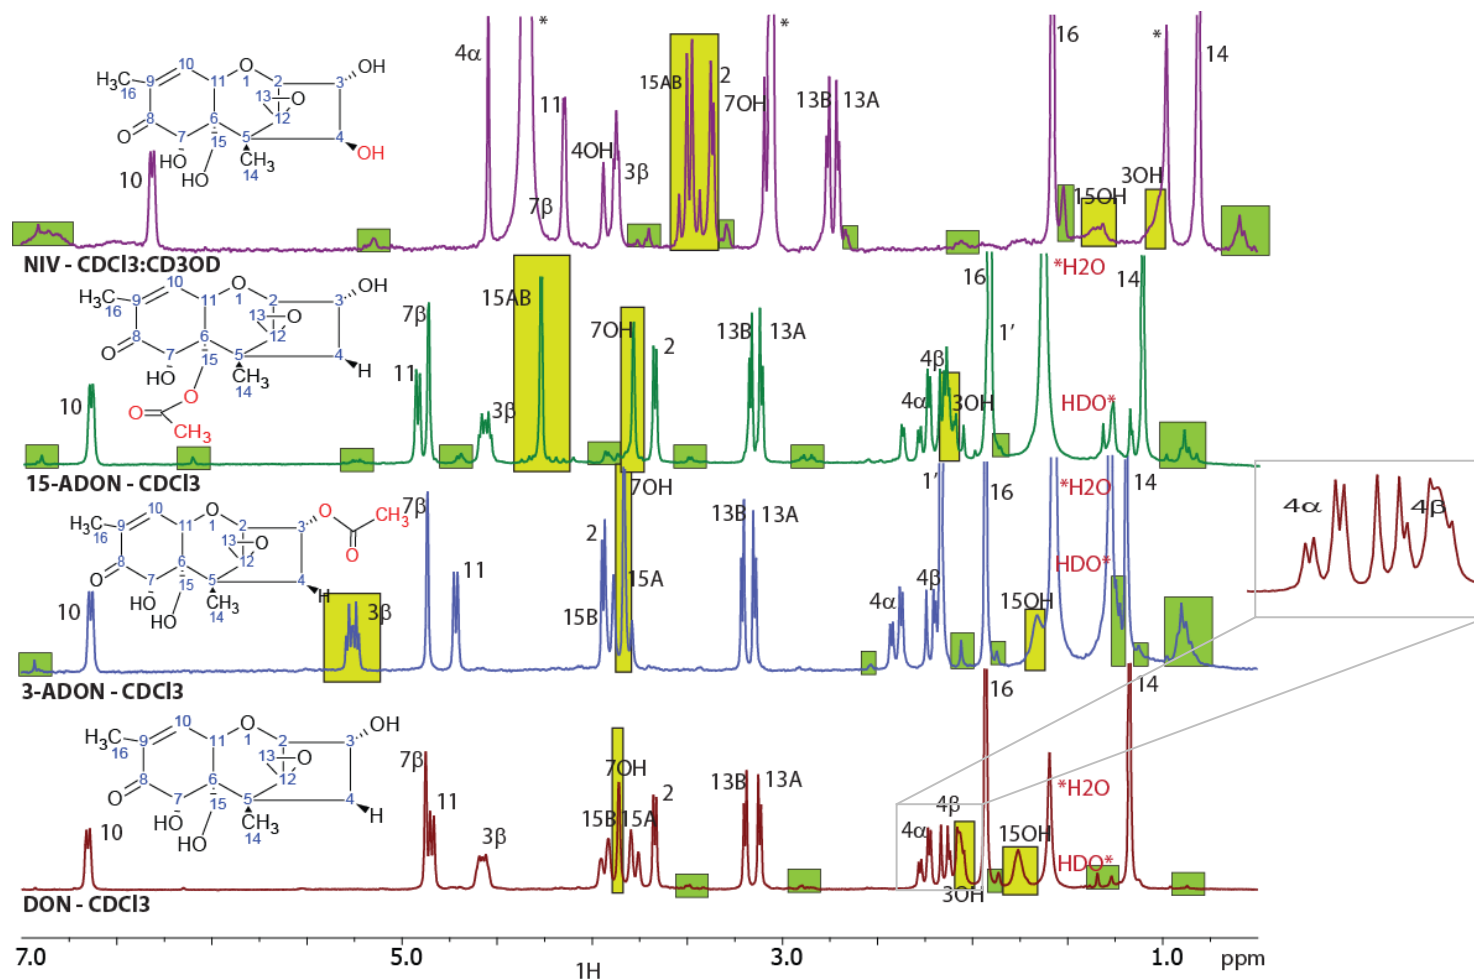 * * 16 * 14
4α
10 O OH
H3C 9 11 1 2 3
16 13 O
8 6 12
O 7 5 4
15 OH
HO CH3
HO 14
10
15AB 2
7OH
13B 13A
11
4OH
3β
7β
15OH 3OH
NIV - CDCl3:CD3OD
10 O OH
H3C 9 11 1 2 3
16 13 O
8 6 12
O 7 5 4
15 H
HO CH3
14
O
O
CH3
10
7β
11
3β
15AB
7OH
2
13B 13A
4α
4β
3OH
16
1’
*H2O
HDO*
14
15-ADON - CDCl3
10 O O CH3
H3C 9 11 1 2 3
16 13 O O
8 6 12
O 7 5 4
15 H
HO CH3
HO 14
10
3β
7β
11
2
15B
7OH
15A
13B 13A
4α
4β
1’
16
15OH
*H2O
HDO*
14
3-ADON - CDCl3
4α 4β
10 O OH
H3C 9 11 1 2 3
16 13 O
8 6 12
O 7 5 4
15 H
HO CH3
HO 14
10
7β
11
3β
7OH
15B 15A
2
13B 13A
4α
4β
3OH
16
15OH
*H2O
HDO*
14
DON - CDCl3
7.0 5.0 3.0 1.0 ppm
1H